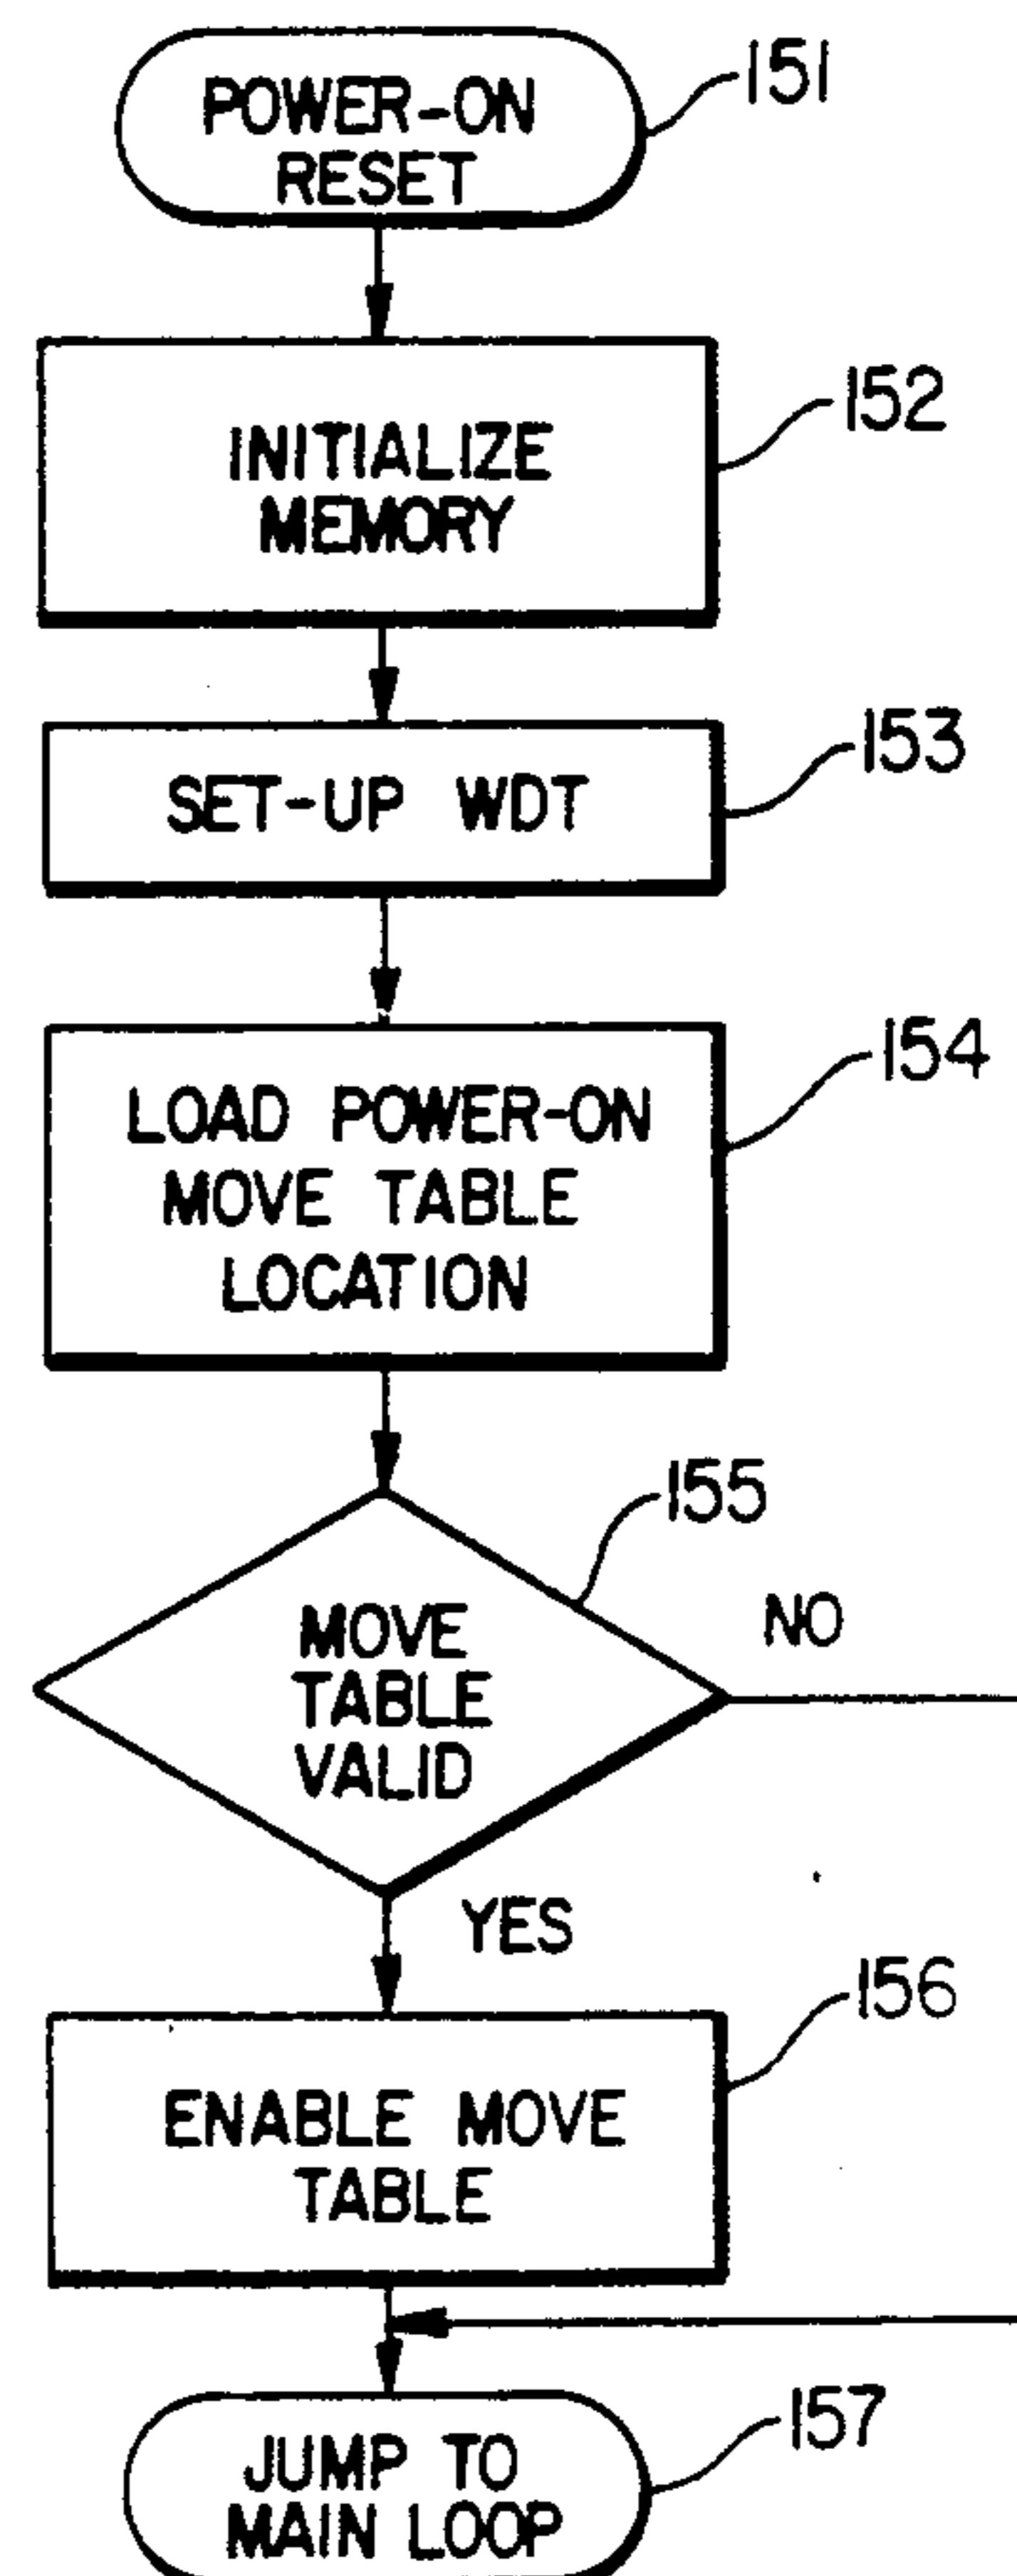 POWER-ON
RESET
151
INITIALIZE
MEMORY
152
SET-UP WDT
153
LOAD POWER-ON
MOVE TABLE
LOCATION
154
MOVE
TABLE
VALID
155
NO
YES
ENABLE MOVE
TABLE
156
JUMP TO
MAIN LOOP
157